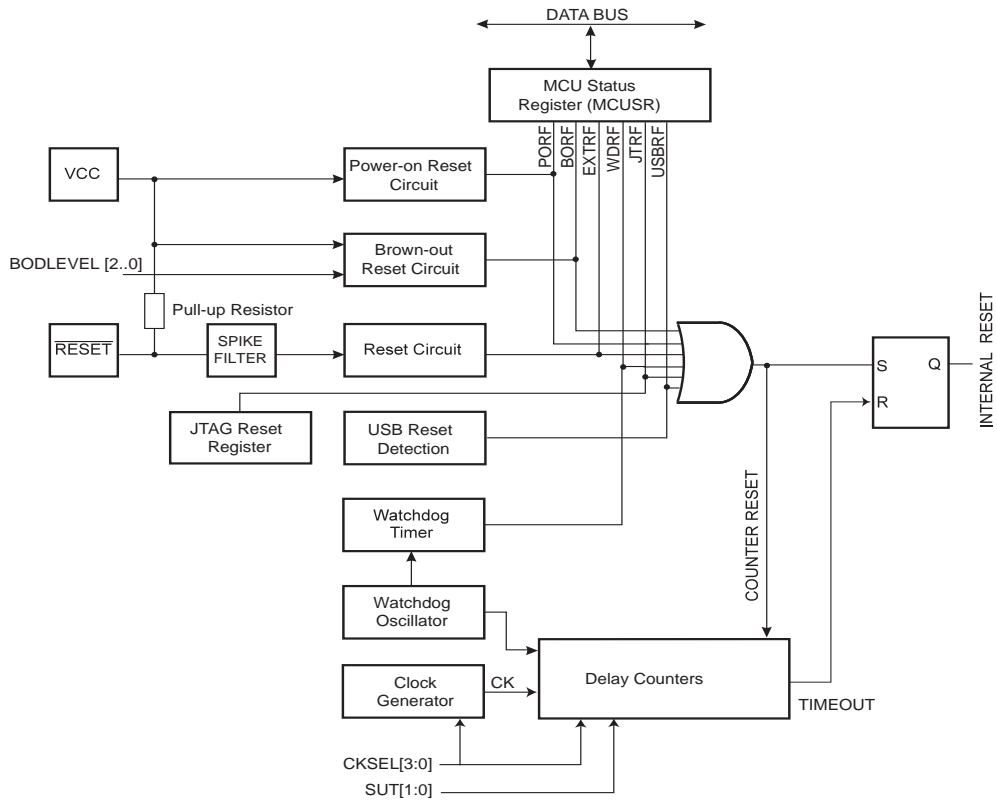 DATA BUS
MCU Status
Register (MCUSR)
PORF
BORF
EXTRF
WDRF
JTRF
USBRF
VCC
Power-on Reset
Circuit
BODLEVEL [2..0]
Brown-out
Reset Circuit
Pull-up Resistor
RESET
SPIKE
FILTER
Reset Circuit
S
Q
R
INTERNAL RESET
JTAG Reset
Register
USB Reset
Detection
Watchdog
Timer
COUNTER RESET
Watchdog
Oscillator
Clock
Generator
CK
Delay Counters
TIMEOUT
CKSEL[3:0]
SUT[1:0]